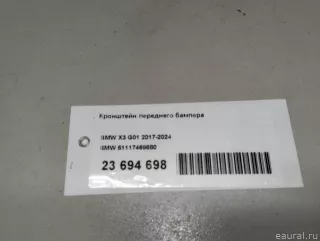 Кронштейн переднего бампера
BMW X3 G01 2017-2024
BMW 51117469880
23 694 698
eaural.ru